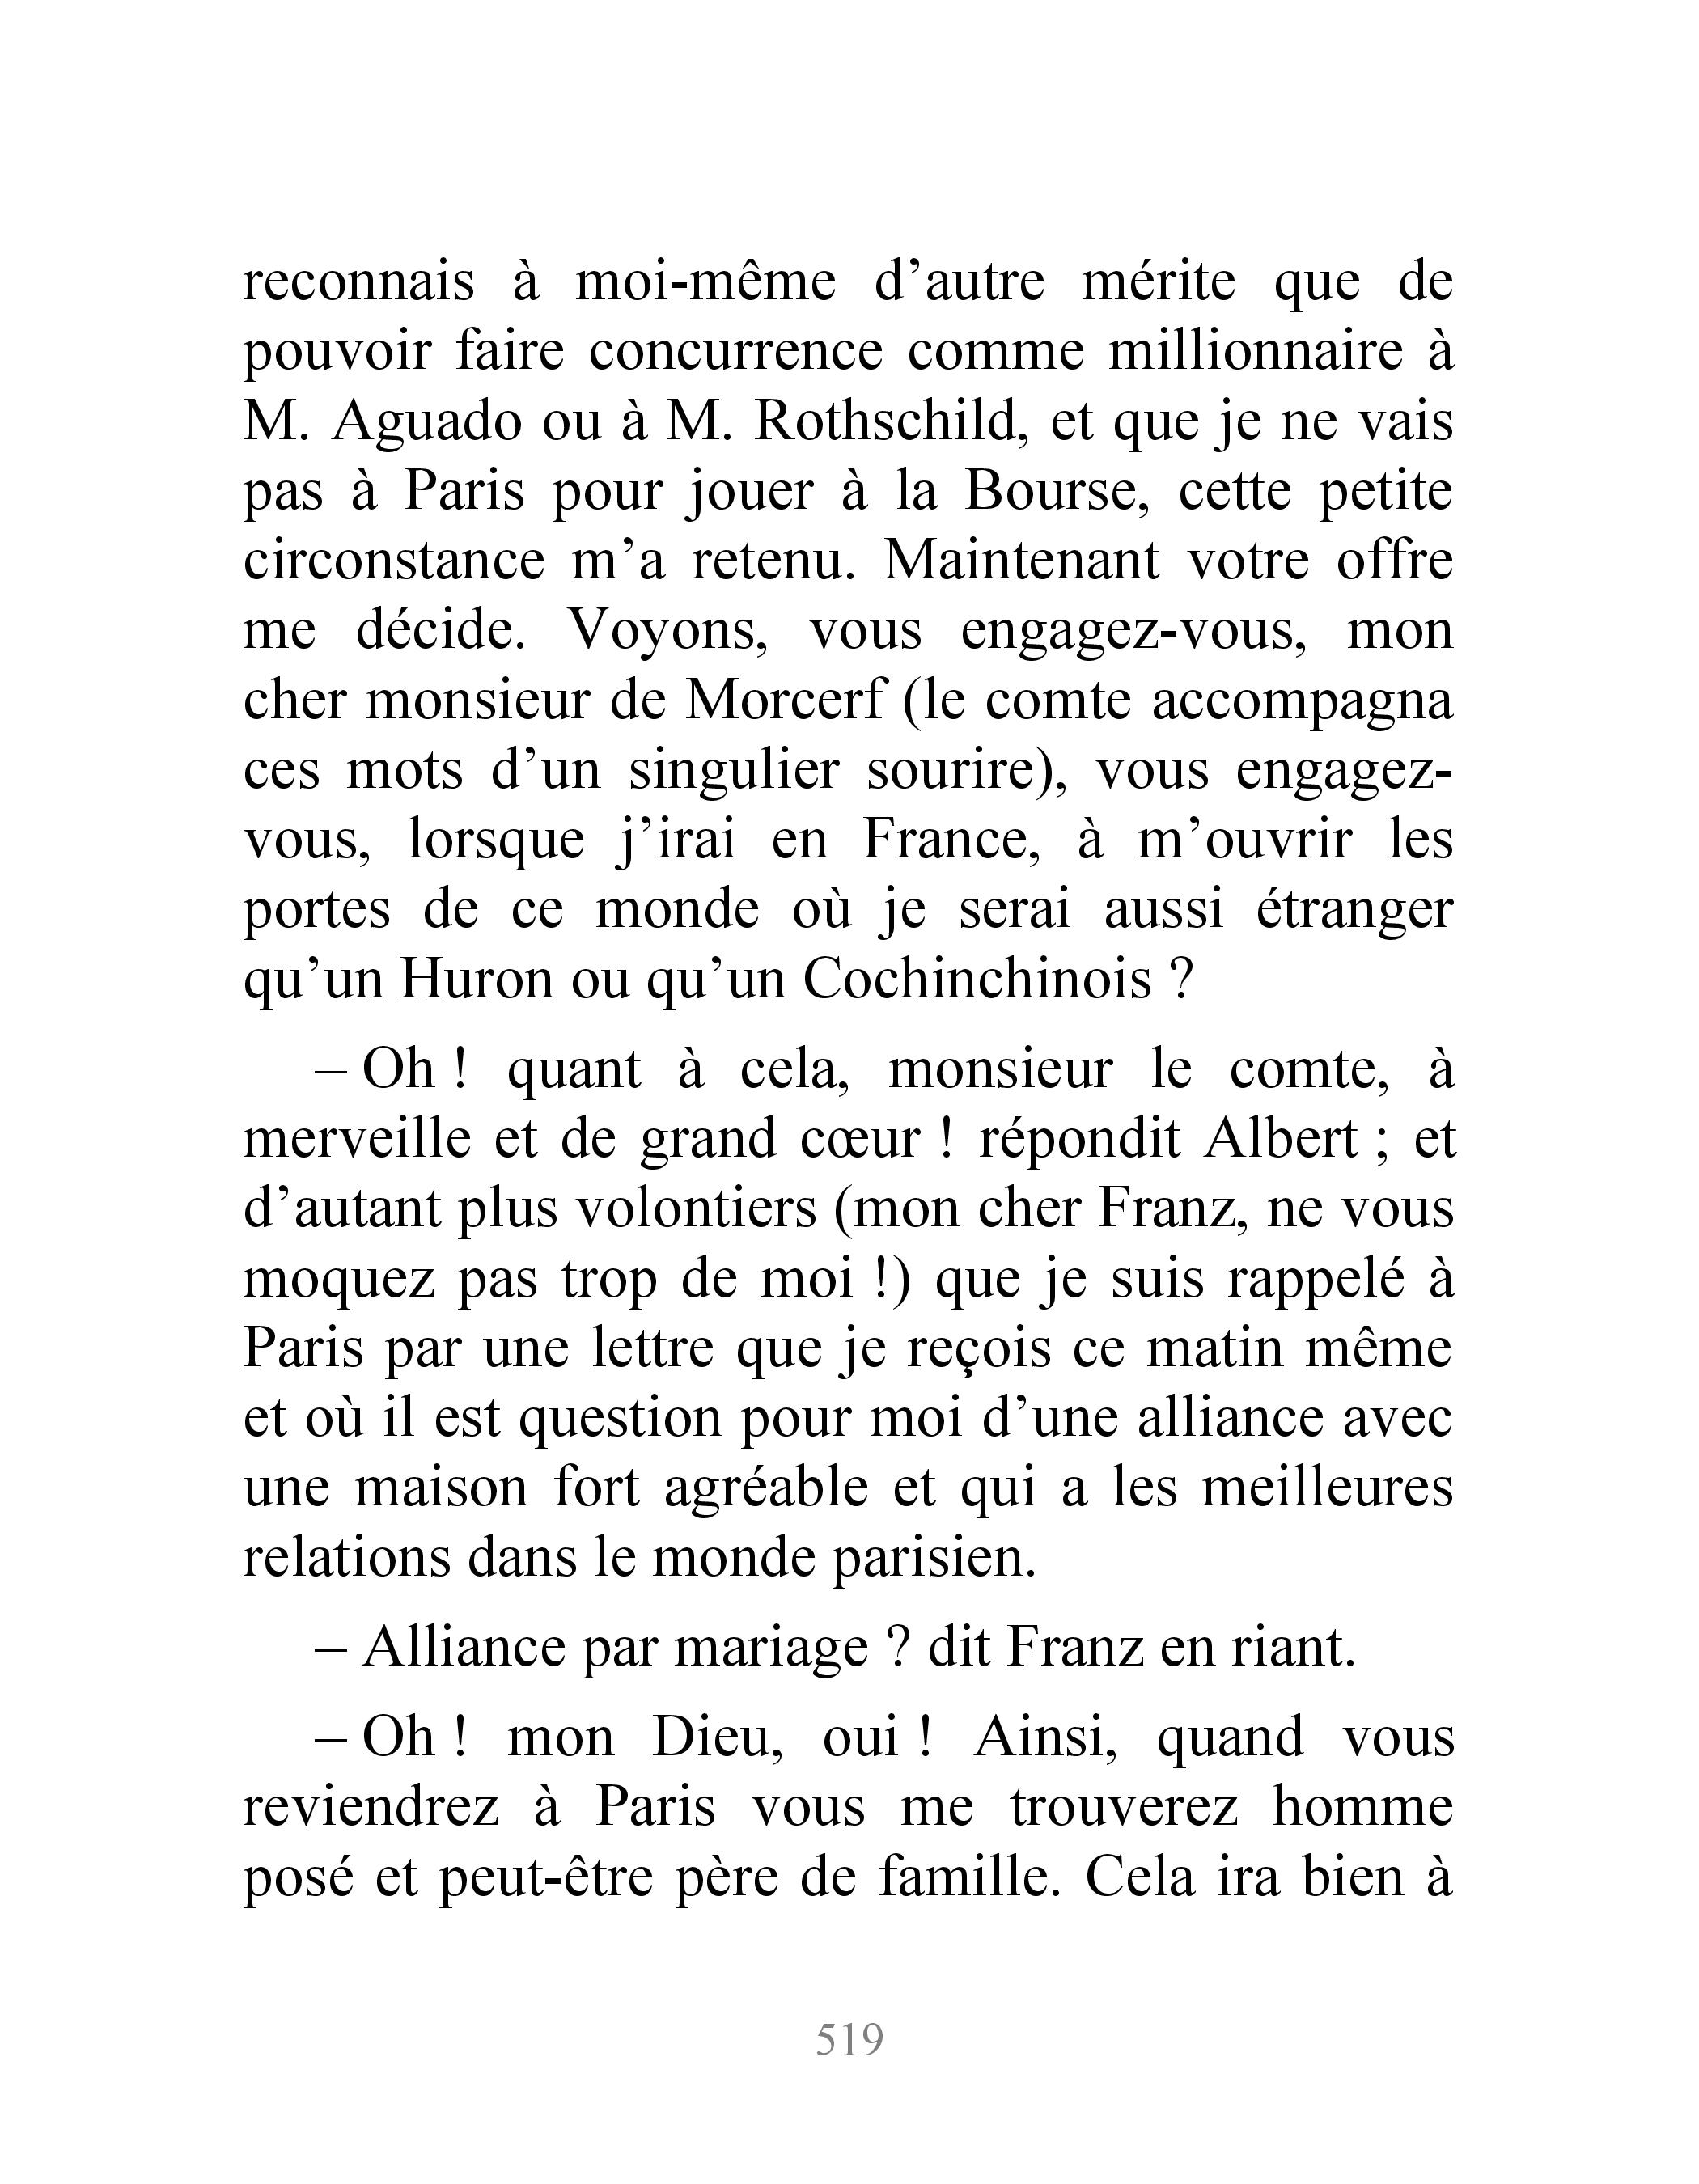 reconnais à moi-même d’autre mérite que de
pouvoir faire concurrence comme millionnaire à
M. Aguado ou à M. Rothschild, et que je ne vais
pas à Paris pour jouer à la Bourse, cette petite
circonstance m’a retenu. Maintenant votre offre
me décide. Voyons, vous engagez-vous, mon
cher monsieur de Morcerf (le comte accompagna
ces mots d’un singulier sourire), vous engagez-
vous, lorsque j’irai en France, à m’ouvrir les
portes de ce monde où je serai aussi étranger
qu’un Huron ou qu’un Cochinchinois ?
– Oh ! quant à cela, monsieur le comte, à
merveille et de grand cœur ! répondit Albert ; et
d’autant plus volontiers (mon cher Franz, ne vous
moquez pas trop de moi !) que je suis rappelé à
Paris par une lettre que je reçois ce matin même
et où il est question pour moi d’une alliance avec
une maison fort agréable et qui a les meilleures
relations dans le monde parisien.
– Alliance par mariage ? dit Franz en riant.
– Oh ! mon Dieu, oui ! Ainsi, quand vous
reviendrez à Paris vous me trouverez homme
posé et peut-être père de famille. Cela ira bien à
519